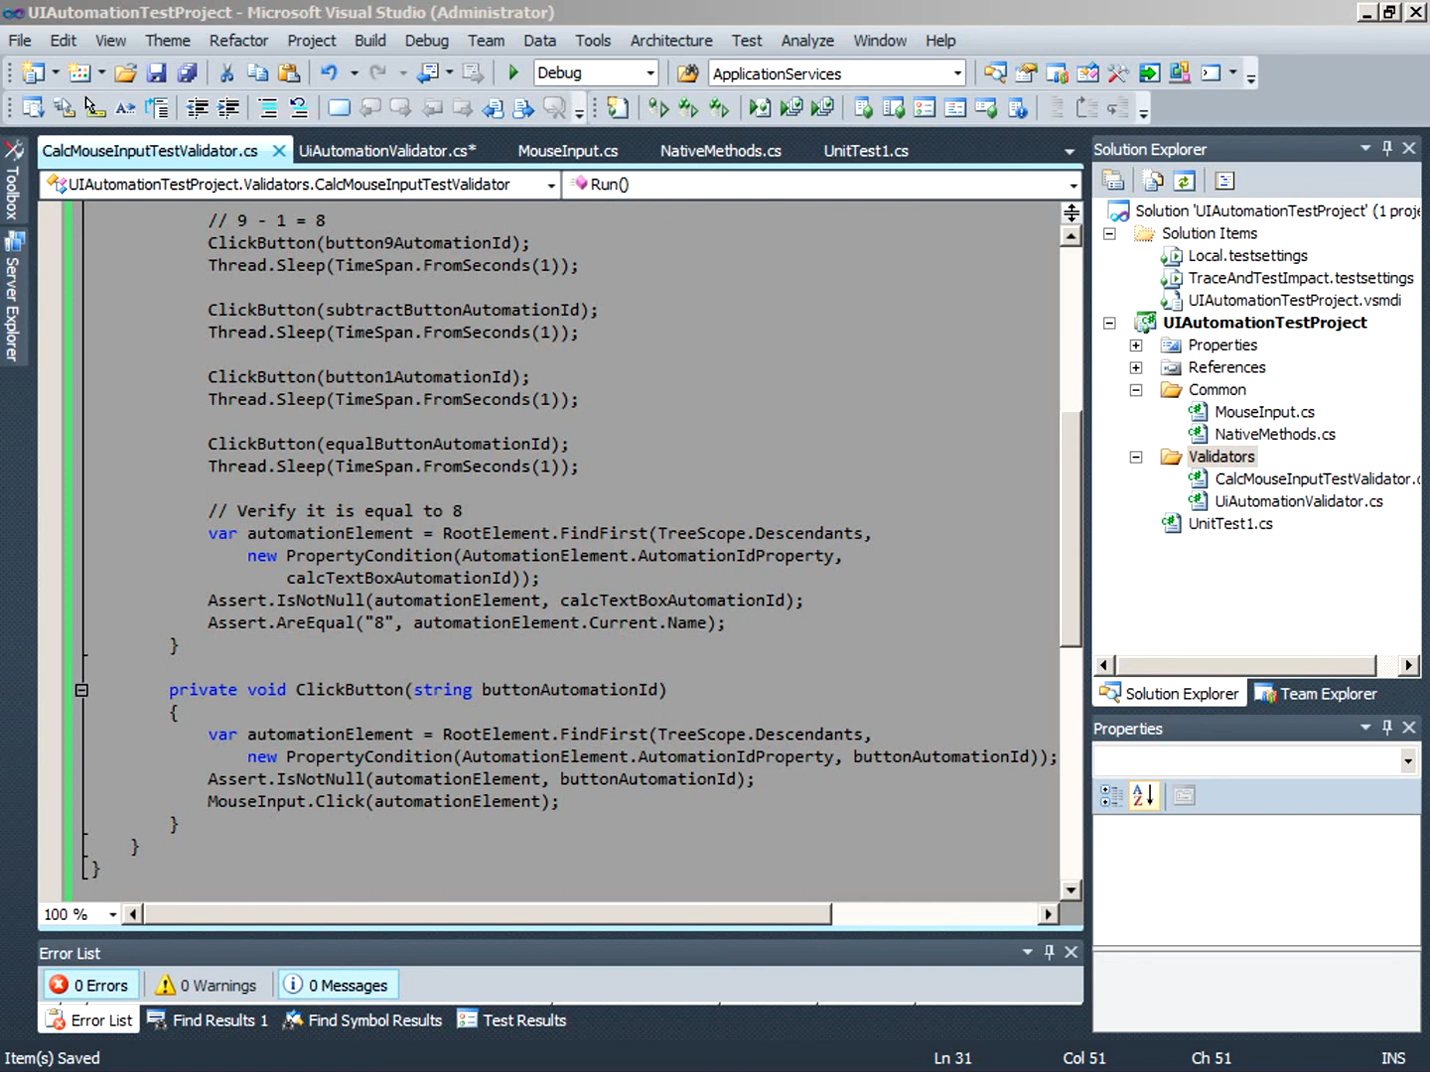 UIAutomationTestProject - Microsoft Visual Studio (Administrator)
File Edit View Theme Refactor Project Build Debug Team Data Tools Architecture Test Analyze Window Help
Debug ApplicationServices
CalcMouseInputTestValidator.cs UiAutomationValidator.cs* MouseInput.cs NativeMethods.cs UnitTest1.cs
UIAutomationTestProject.Validators.CalcMouseInputTestValidator Run()
Toolbox
Server Explorer
// 9 - 1 = 8
ClickButton(button9AutomationId);
Thread.Sleep(TimeSpan.FromSeconds(1));
ClickButton(subtractButtonAutomationId);
Thread.Sleep(TimeSpan.FromSeconds(1));
ClickButton(button1AutomationId);
Thread.Sleep(TimeSpan.FromSeconds(1));
ClickButton(equalButtonAutomationId);
Thread.Sleep(TimeSpan.FromSeconds(1));
// Verify it is equal to 8
var automationElement = RootElement.FindFirst(TreeScope.Descendants,
new PropertyCondition(AutomationElement.AutomationIdProperty,
calcTextBoxAutomationId));
Assert.IsNotNull(automationElement, calcTextBoxAutomationId);
Assert.AreEqual("8", automationElement.Current.Name);
}
private void ClickButton(string buttonAutomationId)
{
var automationElement = RootElement.FindFirst(TreeScope.Descendants,
new PropertyCondition(AutomationElement.AutomationIdProperty, buttonAutomationId));
Assert.IsNotNull(automationElement, buttonAutomationId);
MouseInput.Click(automationElement);
}
}
}
100 %
Solution Explorer
Solution 'UIAutomationTestProject' (1 proje
Solution Items
Local.testsettings
TraceAndTestImpact.testsettings
UIAutomationTestProject.vsmdi
UIAutomationTestProject
Properties
References
Common
MouseInput.cs
NativeMethods.cs
Validators
CalcMouseInputTestValidator.c
UiAutomationValidator.cs
UnitTest1.cs
Solution Explorer Team Explorer
Properties
Error List
0 Errors 0 Warnings 0 Messages
Error List Find Results 1 Find Symbol Results Test Results
Item(s) Saved Ln 31 Col 51 Ch 51 INS